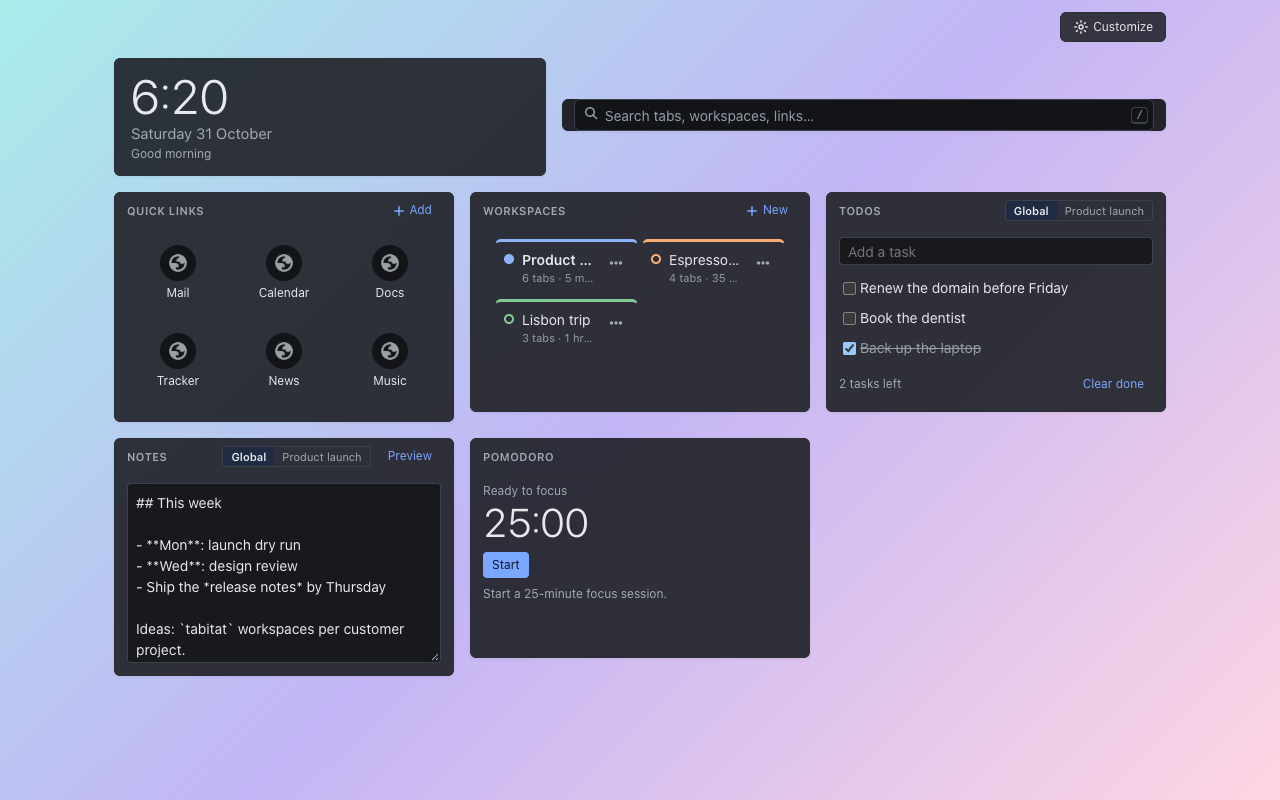 Customize
6:20
Saturday 31 October
Good morning
Search tabs, workspaces, links...
/
QUICK LINKS
Add
Mail
Calendar
Docs
Tracker
News
Music
WORKSPACES
New
Product ...
6 tabs · 5 m...
Espresso...
4 tabs · 35 ...
Lisbon trip
3 tabs · 1 hr...
TODOS
Global
Product launch
Add a task
Renew the domain before Friday
Book the dentist
Back up the laptop
2 tasks left
Clear done
NOTES
Global
Product launch
Preview
## This week
- **Mon**: launch dry run
- **Wed**: design review
- Ship the *release notes* by Thursday
Ideas: `tabitat` workspaces per customer
project.
POMODORO
Ready to focus
25:00
Start
Start a 25-minute focus session.